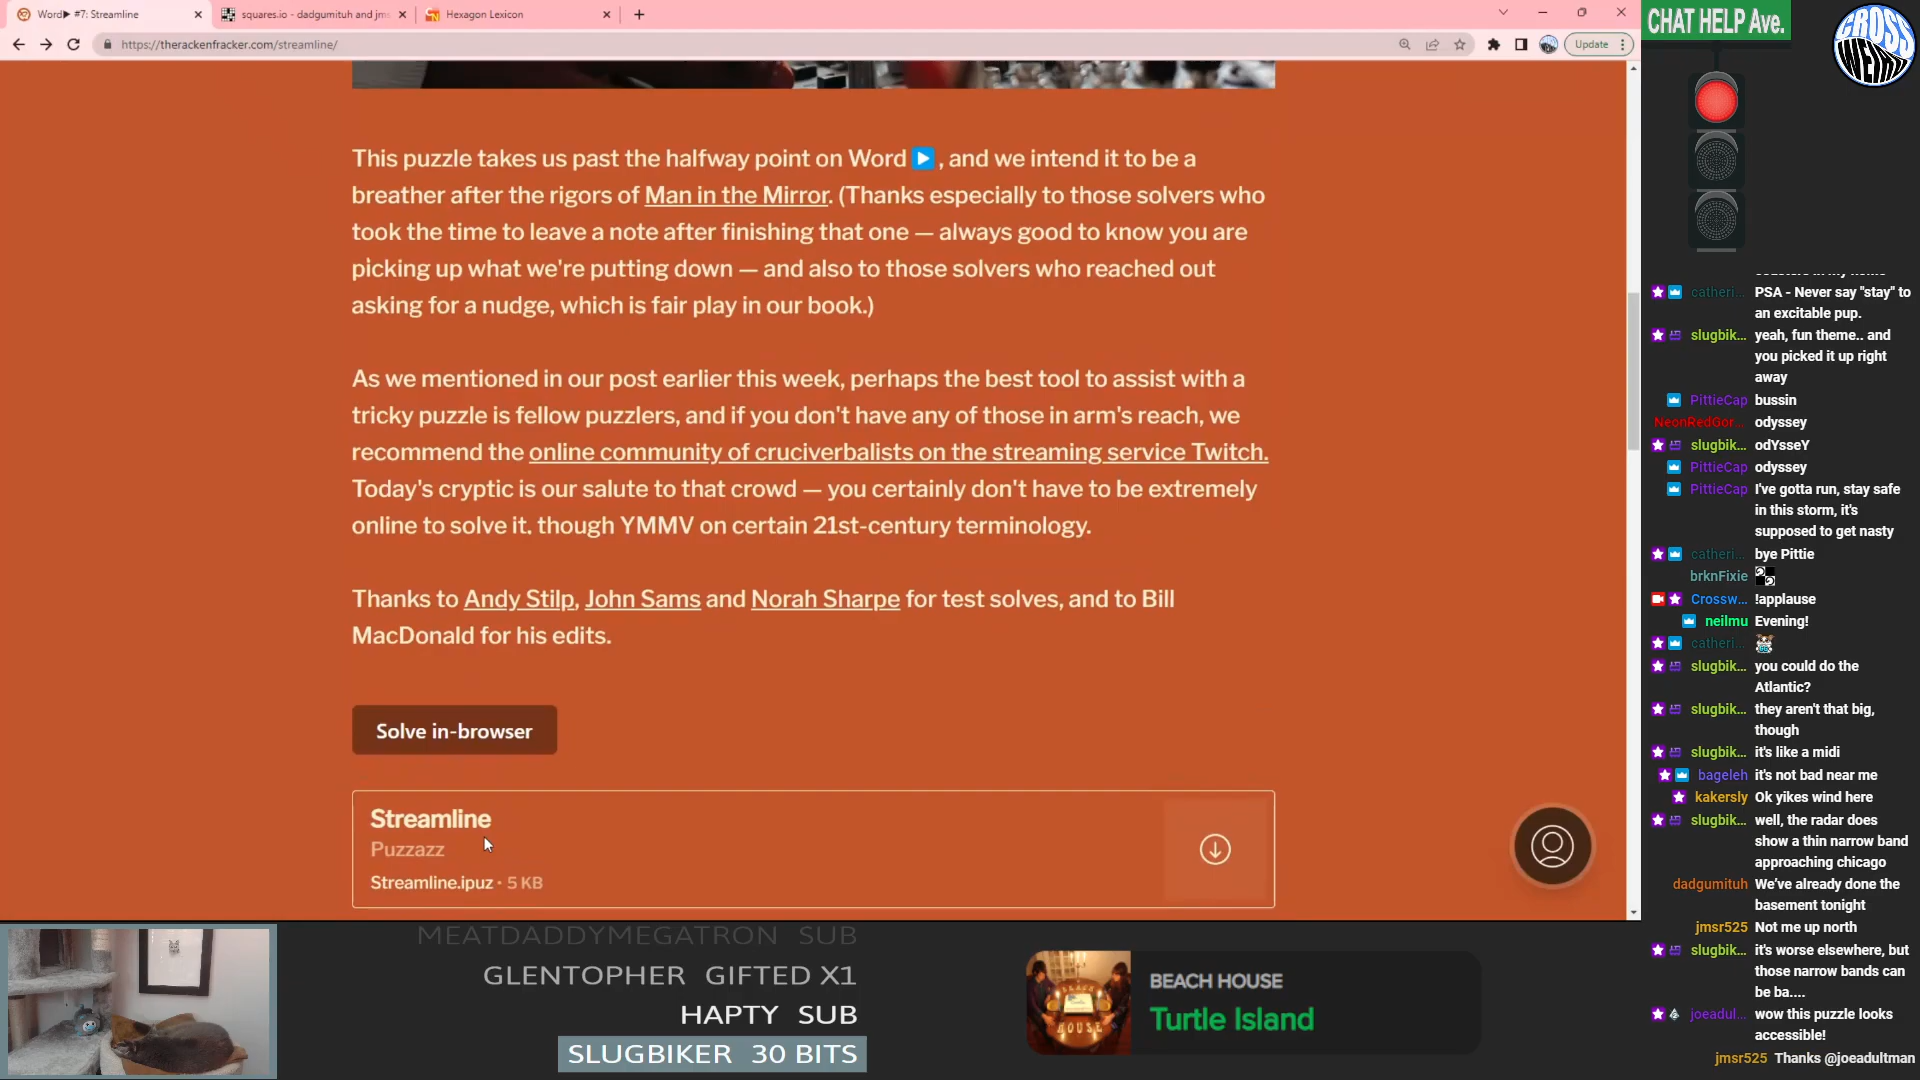 Word▶ #7: Streamline
squares.io - dadgumituh and jm
Hexagon Lexicon
https://therackenfracker.com/streamline/
Update
This puzzle takes us past the halfway point on Word ▶ , and we intend it to be a
breather after the rigors of Man in the Mirror. (Thanks especially to those solvers who
took the time to leave a note after finishing that one — always good to know you are
picking up what we're putting down — and also to those solvers who reached out
asking for a nudge, which is fair play in our book.)
As we mentioned in our post earlier this week, perhaps the best tool to assist with a
tricky puzzle is fellow puzzlers, and if you don't have any of those in arm's reach, we
recommend the online community of cruciverbalists on the streaming service Twitch.
Today's cryptic is our salute to that crowd — you certainly don't have to be extremely
online to solve it, though YMMV on certain 21st-century terminology.
Thanks to Andy Stilp, John Sams and Norah Sharpe for test solves, and to Bill
MacDonald for his edits.
Solve in-browser
Streamline
Puzzazz
Streamline.ipuz • 5 KB
MEATDADDYMEGATRON SUB
GLENTOPHER GIFTED X1
HAPTY SUB
SLUGBIKER 30 BITS
BEACH HOUSE
Turtle Island
CHAT HELP Ave.
CROSS
WEIRD
catheri... PSA - Never say "stay" to
an excitable pup.
slugbik... yeah, fun theme.. and
you picked it up right
away
PittieCap bussin
NeonRedGor... odyssey
slugbik... odYsseY
PittieCap odyssey
PittieCap I've gotta run, stay safe
in this storm, it's
supposed to get nasty
catheri... bye Pittie
brknFixie
Crossw... !applause
neilmu Evening!
catheri...
slugbik... you could do the
Atlantic?
slugbik... they aren't that big,
though
slugbik... it's like a midi
bageleh it's not bad near me
kakersly Ok yikes wind here
slugbik... well, the radar does
show a thin narrow band
approaching chicago
dadgumituh We've already done the
basement tonight
jmsr525 Not me up north
slugbik... it's worse elsewhere, but
those narrow bands can
be ba....
joeadul... wow this puzzle looks
accessible!
jmsr525 Thanks @joeadultman